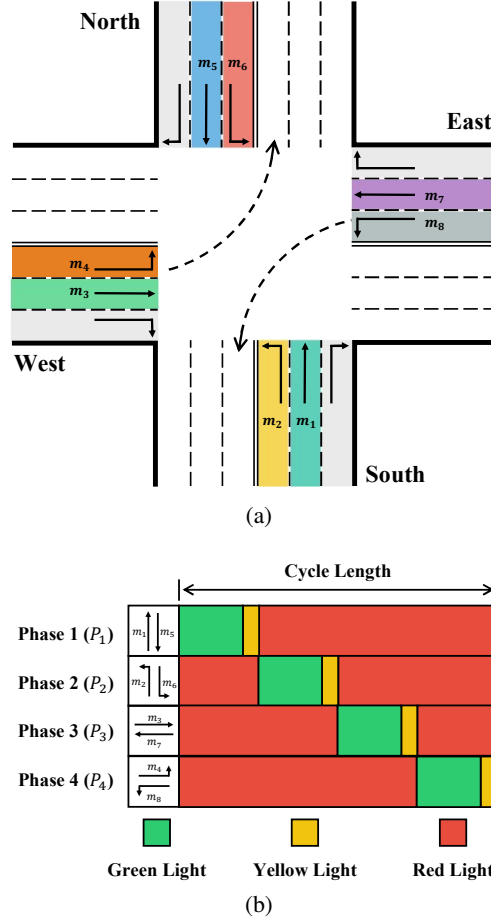 North
m₅ m₆
East
m₇
m₈
m₄
m₃
West
m₂ m₁
South
(a)
Cycle Length
Phase 1 (P₁) m₁ m₅
Phase 2 (P₂) m₂ m₆
Phase 3 (P₃) m₃
m₇
Phase 4 (P₄) m₄
m₈
Green Light Yellow Light Red Light
(b)